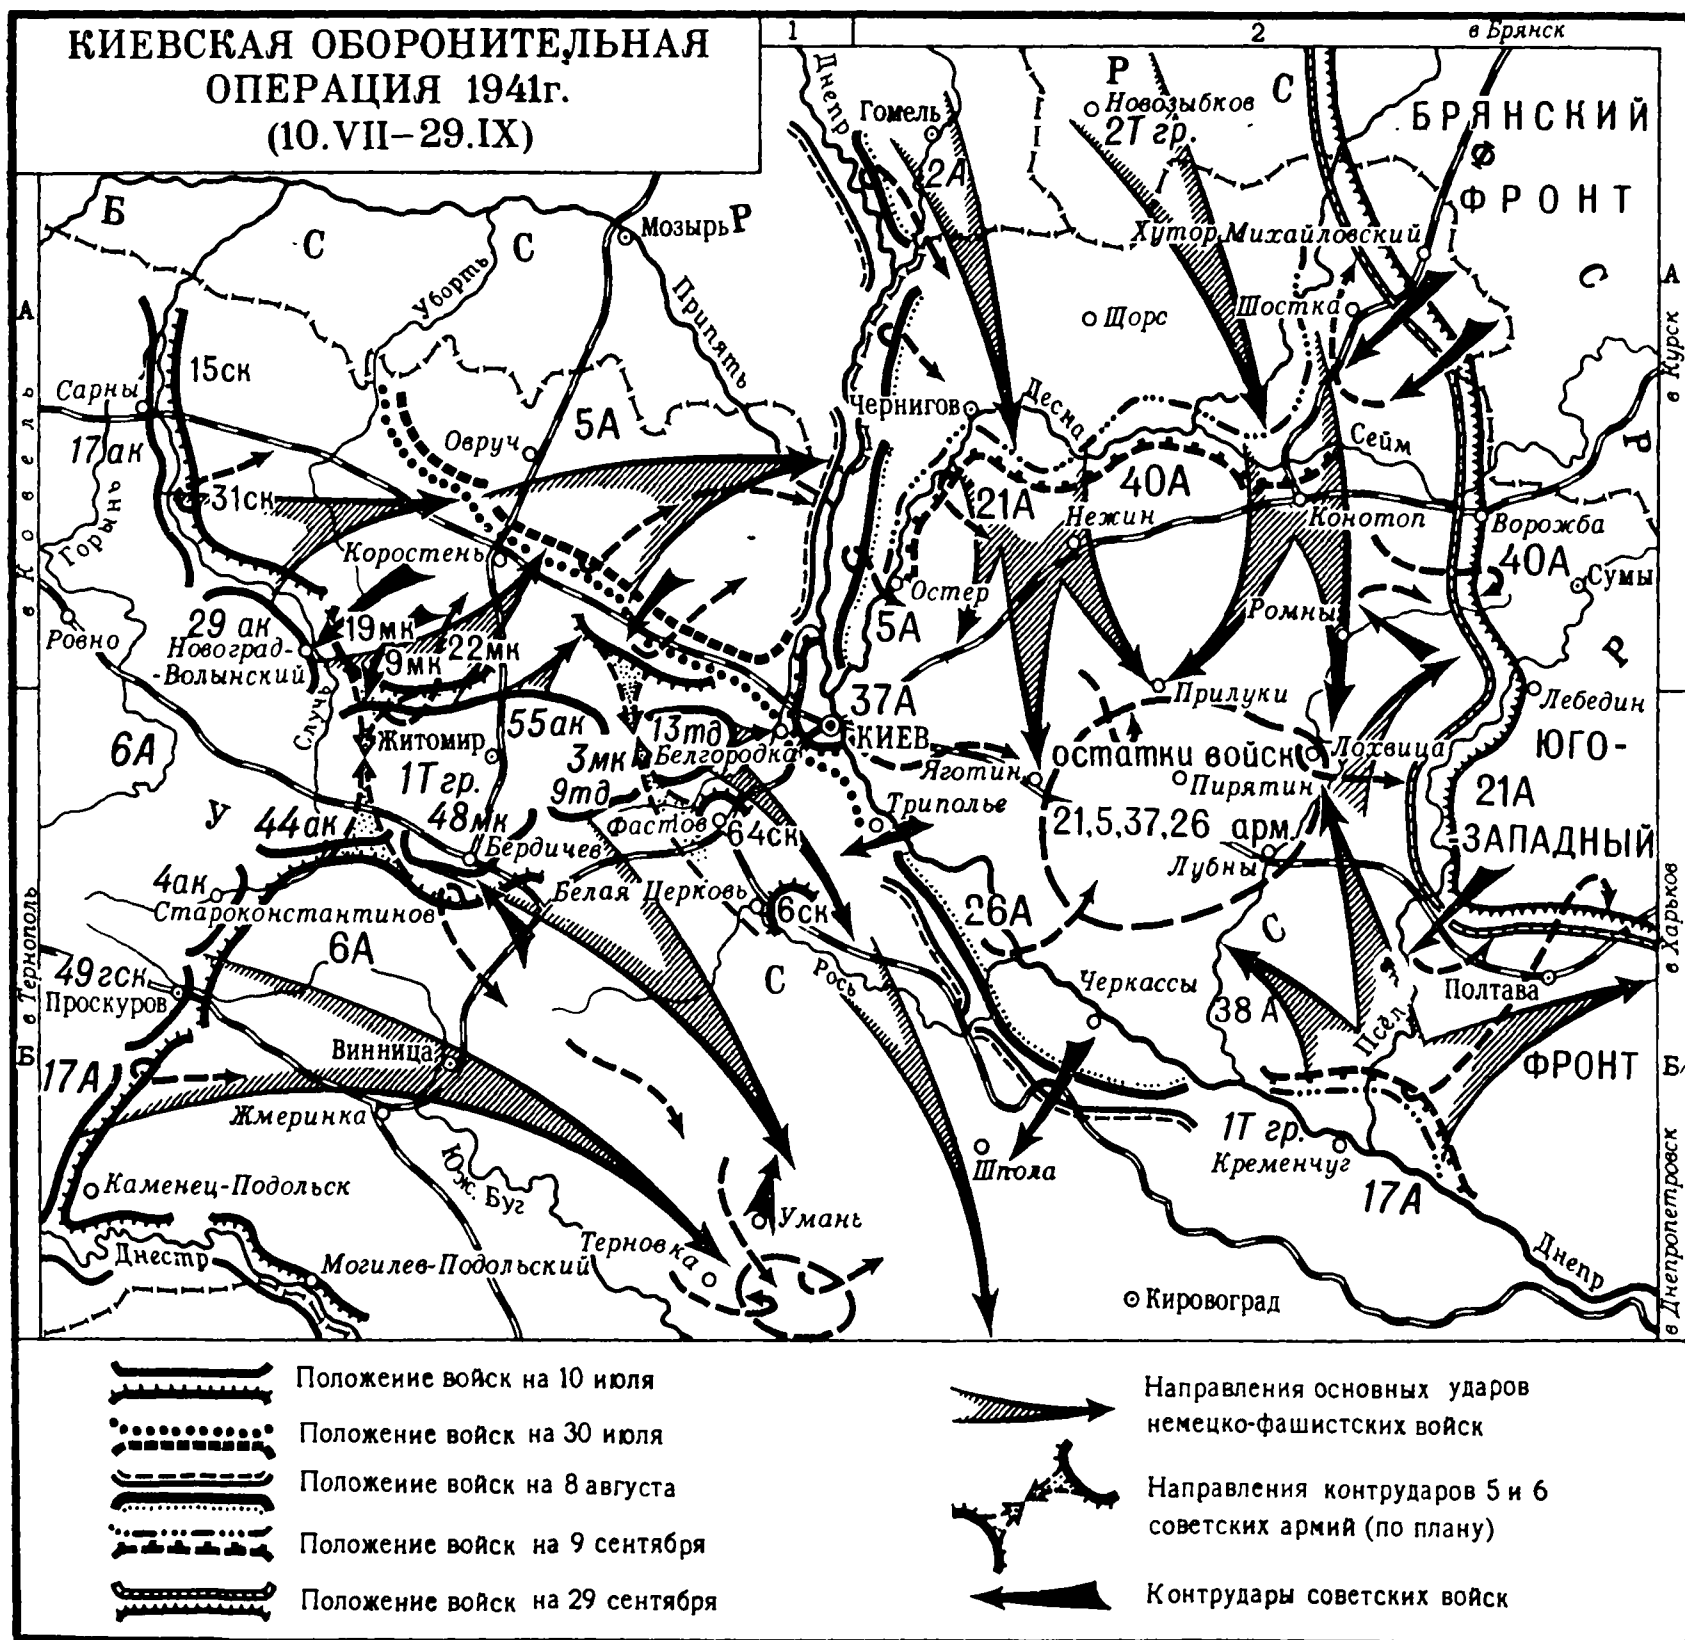 КИЕВСКАЯ ОБОРОНИТЕЛЬНАЯ
ОПЕРАЦИЯ 1941г.
(10.VII–29.IX)
1
2
в Брянск
Днепр
Гомель
Р
С
Новозыбков
2Т гр.
БРЯНСКИЙ
Ф
ФРОНТ
2А
Б
С
С
Р
Мозырь
Хутор Михайловский
С
А
А
Уборть
Припять
Щорс
Шостка
в Курск
15ск
Сарны
17ак
5А
Овруч
Чернигов
Десна
Сейм
Р
31ск
21А
40А
Нежин
Конотоп
Ворожба
40А
Сумы
Горынь
в Ковель
Коростень
Остер
5А
Ромны
Ровно
29 ак
Новоград-
-Волынский
19мк
9мк
22мк
Р
Случь
37А
КИЕВ
Прилуки
Лебедин
6А
Житомир
55ак
13тд
Белгородка
3мк
Яготин
остатки войск
Лохвица
ЮГО-
1Т гр.
9тд
Пирятин
21А
У
44ак
48мк
Фастов
64ск
Триполье
21,5,37,26 арм.
ЗАПАДНЫЙ
Бердичев
Лубны
4ак
Староконстантинов
Белая Церковь
6ск
26А
С
в Харьков
6А
С
Рось
Черкассы
49гск
Проскуров
38 А
Псёл
Полтава
в Тернополь
Винница
ФРОНТ
Б
Б
17А
Жмеринка
1Т гр.
Кременчуг
Шпола
Каменец-Подольск
Юж. Буг
17А
Умань
Терновка
Днестр
Могилев-Подольский
Днепр
Кировоград
в Днепропетровск
Положение войск на 10 июля
Положение войск на 30 июля
Положение войск на 8 августа
Положение войск на 9 сентября
Положение войск на 29 сентября
Направления основных ударов
немецко-фашистских войск
Направления контрударов 5 и 6
советских армий (по плану)
Контрудары советских войск